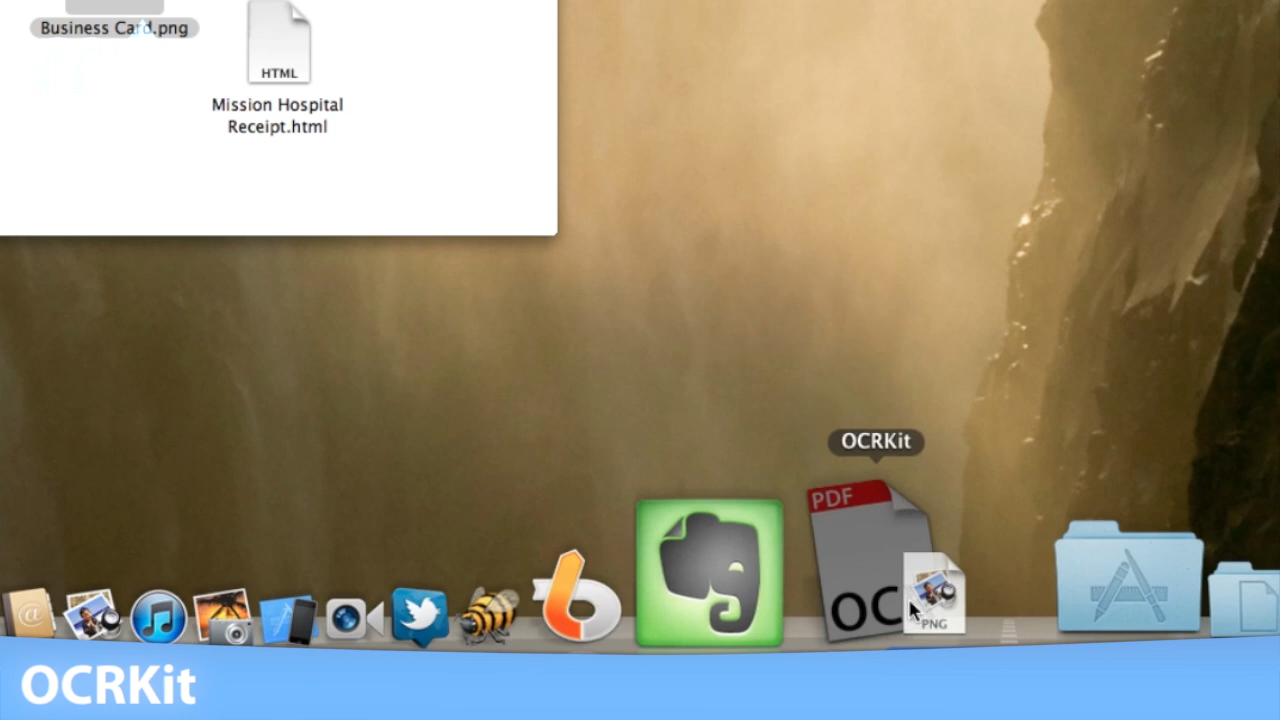 Business Card.png
HTML
Mission Hospital
Receipt.html
OCRKit
PDF
OC
PNG
@
OCRKit